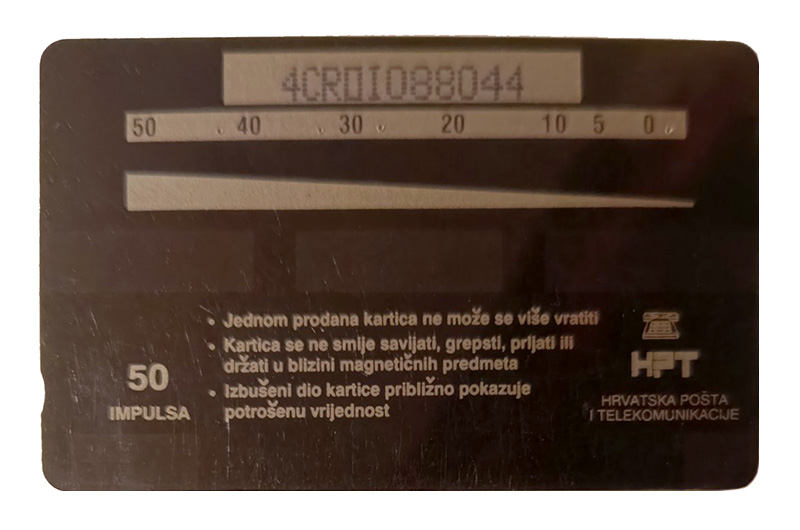 4CRDI088044
50 40 30 20 10 5 0
• Jednom prodana kartica ne može se više vratiti
• Kartica se ne smije savijati, grepsti, prljati ili
držati u blizini magnetičnih predmeta
• Izbušeni dio kartice približno pokazuje
potrošenu vrijednost
50
IMPULSA
HPT
HRVATSKA POŠTA
I TELEKOMUNIKACIJE